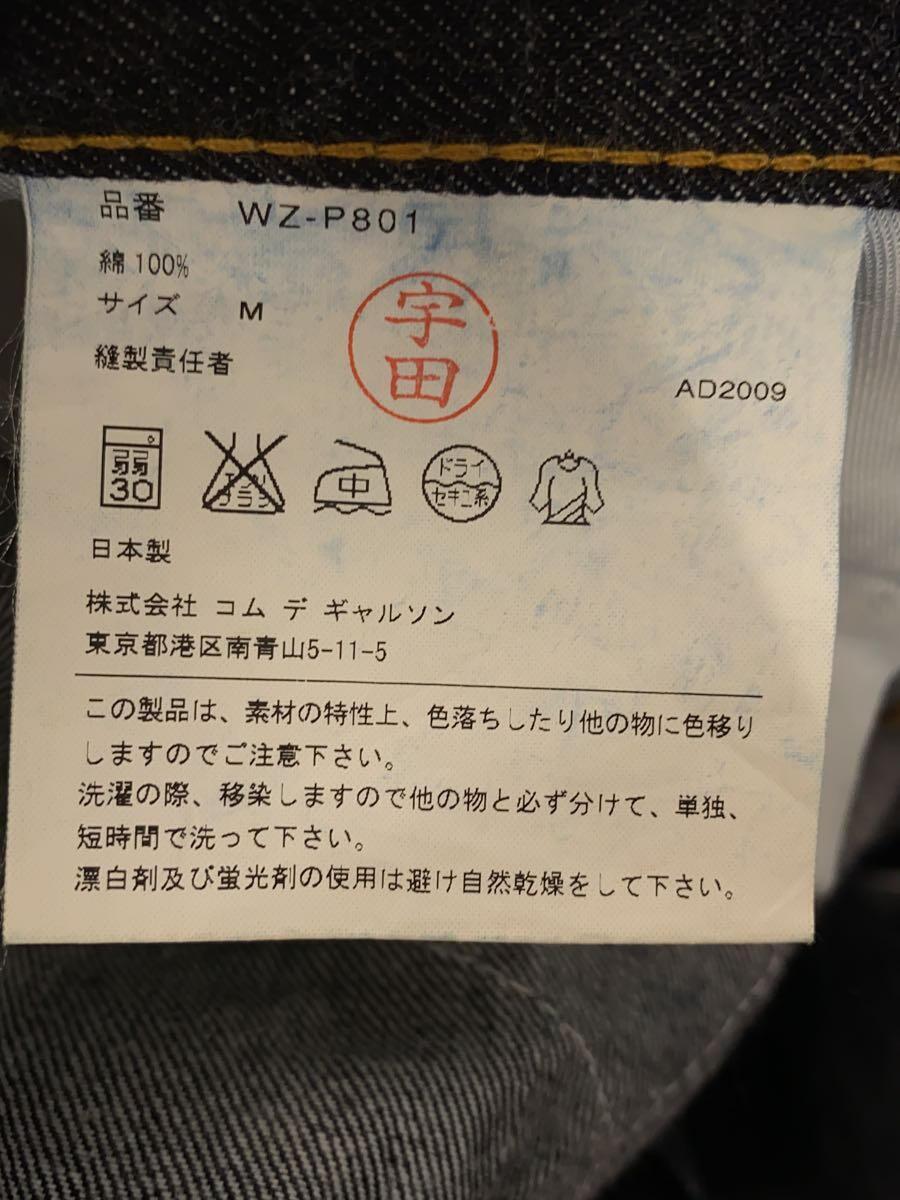 品番 WZ-P801
綿 100%
サイズ M
縫製責任者
宇田
AD2009
弱
30
エンソ
サラシ
中
ドライ
セキユ系
日本製
株式会社 コム デ ギャルソン
東京都港区南青山5-11-5
この製品は、素材の特性上、色落ちしたり他の物に色移り
しますのでご注意下さい。
洗濯の際、移染しますので他の物と必ず分けて、単独、
短時間で洗って下さい。
漂白剤及び蛍光剤の使用は避け自然乾燥をして下さい。